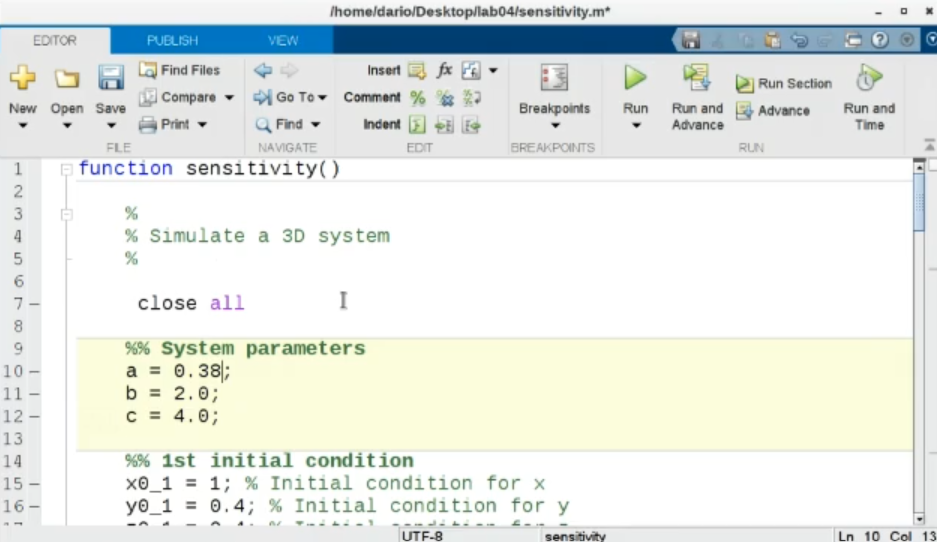 /home/dario/Desktop/lab04/sensitivity.m*
EDITOR PUBLISH VIEW
Find Files Insert fx Run Section
Compare Go To Comment % Advance
New Open Save Print Find Indent Breakpoints Run Run and Advance Run and Time
FILE NAVIGATE EDIT BREAKPOINTS RUN
1 function sensitivity()
2
3 %
4 % Simulate a 3D system
5 %
6
7 – close all
8
9 %% System parameters
10 – a = 0.38;
11 – b = 2.0;
12 – c = 4.0;
13
14 %% 1st initial condition
15 – x0_1 = 1; % Initial condition for x
16 – y0_1 = 0.4; % Initial condition for y
UTF-8 sensitivity Ln 10 Col 13